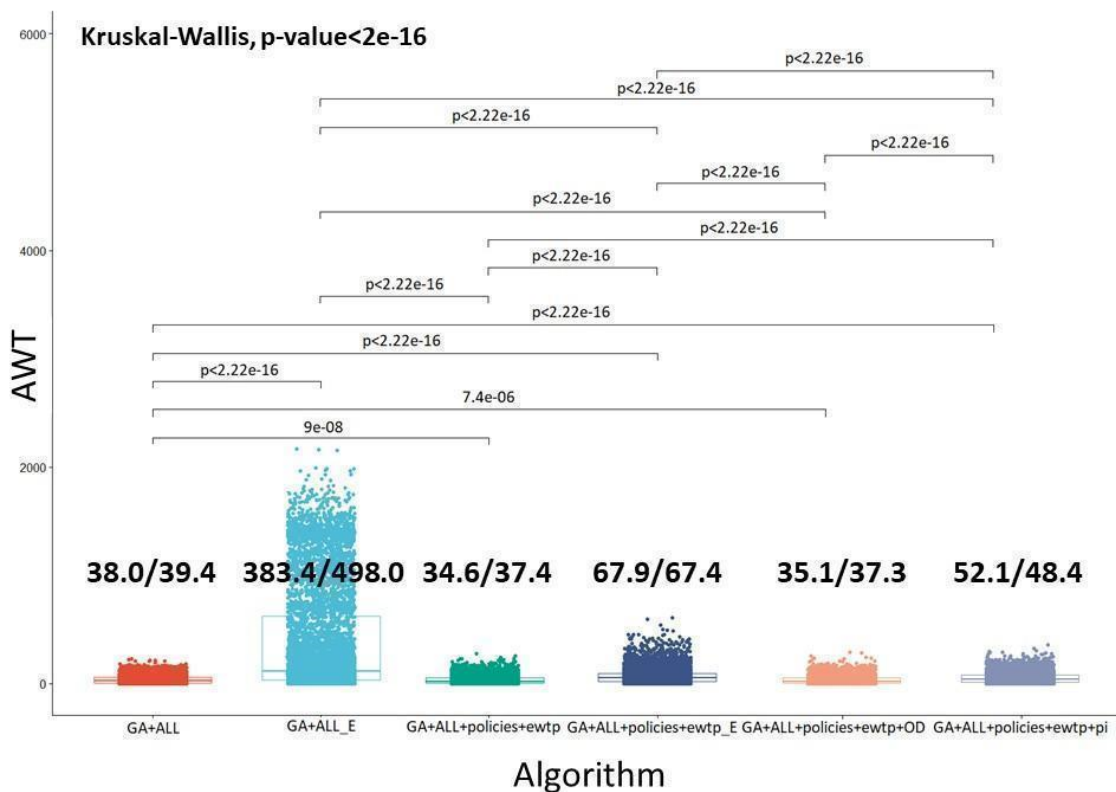 6000
Kruskal-Wallis, p-value<2e-16
p<2.22e-16
p<2.22e-16
p<2.22e-16
p<2.22e-16
p<2.22e-16
p<2.22e-16
p<2.22e-16
4000
p<2.22e-16
p<2.22e-16
p<2.22e-16
p<2.22e-16
p<2.22e-16
7.4e-06
9e-08
2000
AWT
38.0/39.4 383.4/498.0 34.6/37.4 67.9/67.4 35.1/37.3 52.1/48.4
0
GA+ALL GA+ALL_E GA+ALL+policies+ewtp GA+ALL+policies+ewtp_E GA+ALL+policies+ewtp+OD GA+ALL+policies+ewtp+pi
Algorithm